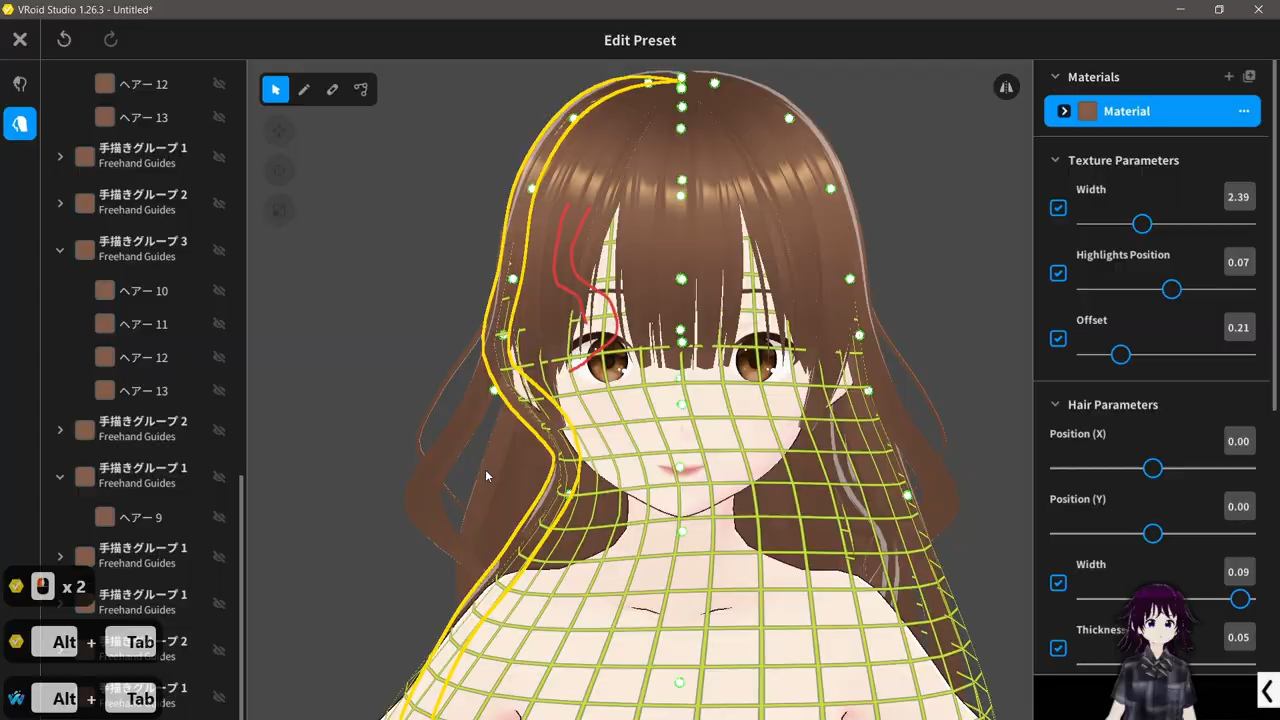 VRoid Studio 1.26.3 - Untitled*
Edit Preset
ヘアー 12
ヘアー 13
手描きグループ 1
Freehand Guides
手描きグループ 2
Freehand Guides
手描きグループ 3
Freehand Guides
ヘアー 10
ヘアー 11
ヘアー 12
ヘアー 13
手描きグループ 2
Freehand Guides
手描きグループ 1
Freehand Guides
ヘアー 9
手描きグループ 1
Freehand Guides
手描きグループ 1
Freehand Guides
x 2
Alt + Tab
Alt + Tab
Materials
Material
Texture Parameters
Width
2.39
Highlights Position
0.07
Offset
0.21
Hair Parameters
Position (X)
0.00
Position (Y)
0.00
Width
0.09
0.05